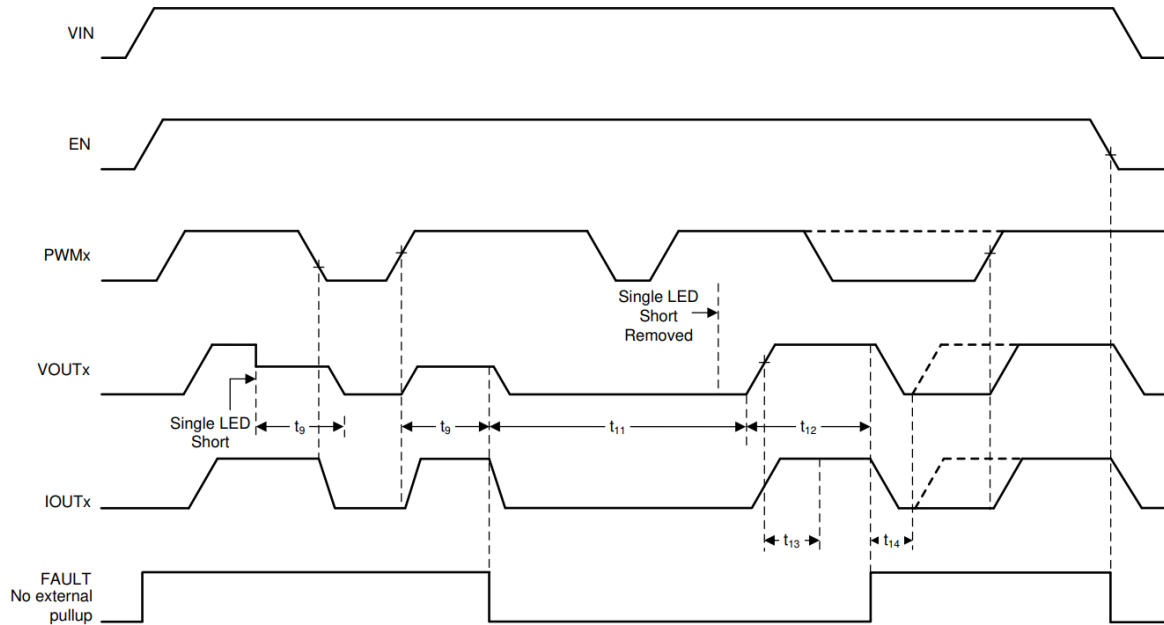 VIN
EN
PWMx
Single LED
Short
Removed
VOUTx
Single LED
Short
t9
t9
t11
t12
IOUTx
t13
t14
FAULT
No external
pullup